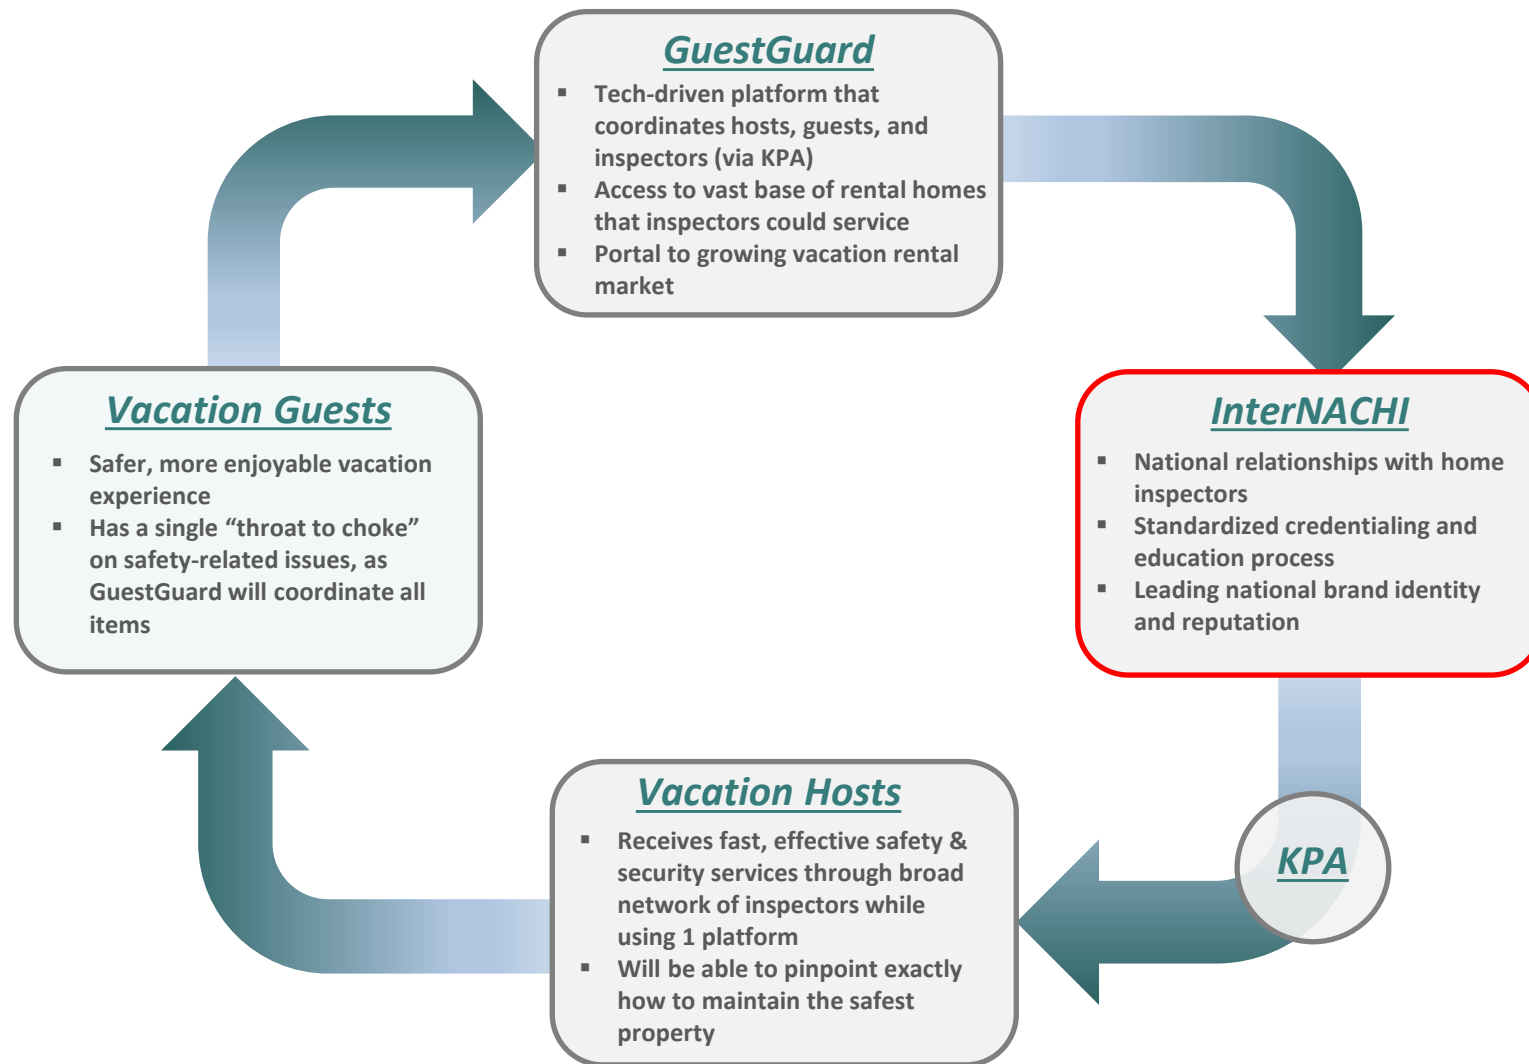 GuestGuard
▪ Tech-driven platform that
coordinates hosts, guests, and
inspectors (via KPA)
▪ Access to vast base of rental homes
that inspectors could service
▪ Portal to growing vacation rental
market
Vacation Guests
▪ Safer, more enjoyable vacation
experience
▪ Has a single “throat to choke”
on safety-related issues, as
GuestGuard will coordinate all
items
InterNACHI
▪ National relationships with home
inspectors
▪ Standardized credentialing and
education process
▪ Leading national brand identity
and reputation
Vacation Hosts
▪ Receives fast, effective safety &
security services through broad
network of inspectors while
using 1 platform
▪ Will be able to pinpoint exactly
how to maintain the safest
property
KPA